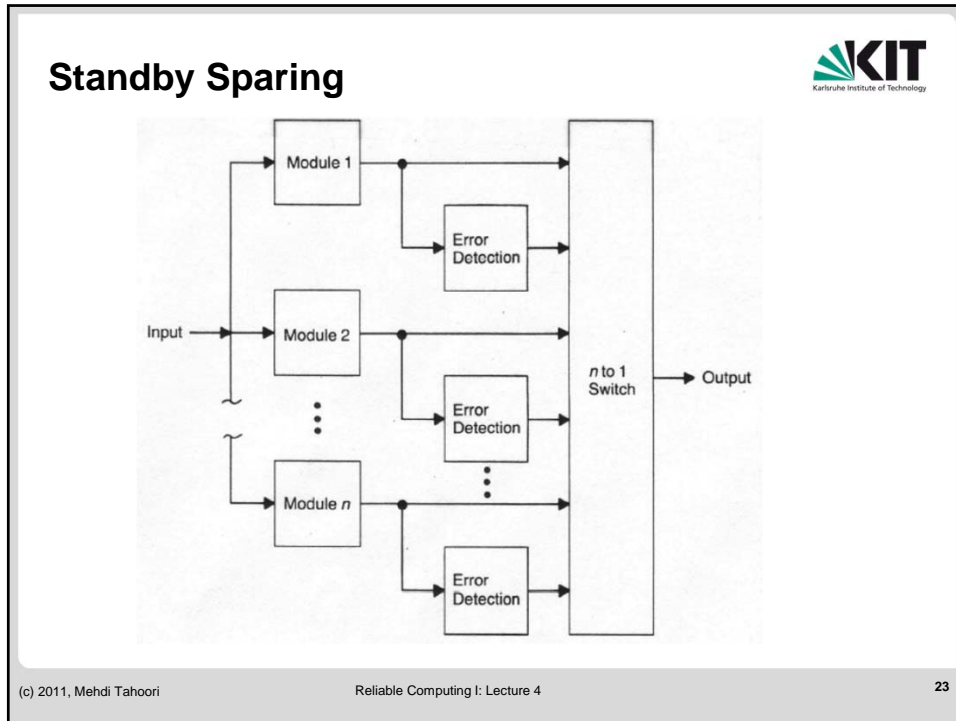 Standby Sparing
KIT
Karlsruhe Institute of Technology
Module 1
Error
Detection
Input
Module 2
Error
Detection
n to 1
Switch
Output
Module n
Error
Detection
(c) 2011, Mehdi Tahoori
Reliable Computing I: Lecture 4
23